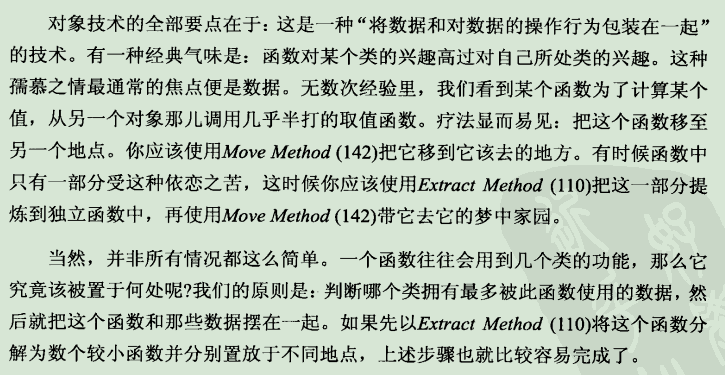 对象技术的全部要点在于：这是一种“将数据和对数据的操作行为包装在一起”
的技术。有一种经典气味是：函数对某个类的兴趣高过对自己所处类的兴趣。这种
孺慕之情最通常的焦点便是数据。无数次经验里，我们看到某个函数为了计算某个
值，从另一个对象那儿调用几乎半打的取值函数。疗法显而易见：把这个函数移至
另一个地点。你应该使用Move Method (142)把它移到它该去的地方。有时候函数中
只有一部分受这种依恋之苦，这时候你应该使用Extract Method (110)把这一部分提
炼到独立函数中，再使用Move Method (142)带它去它的梦中家园。
当然，并非所有情况都这么简单。一个函数往往会用到几个类的功能，那么它
究竟该被置于何处呢?我们的原则是：判断哪个类拥有最多被此函数使用的数据，然
后就把这个函数和那些数据摆在一起。如果先以Extract Method (110)将这个函数分
解为数个较小函数并分别置放于不同地点，上述步骤也就比较容易完成了。